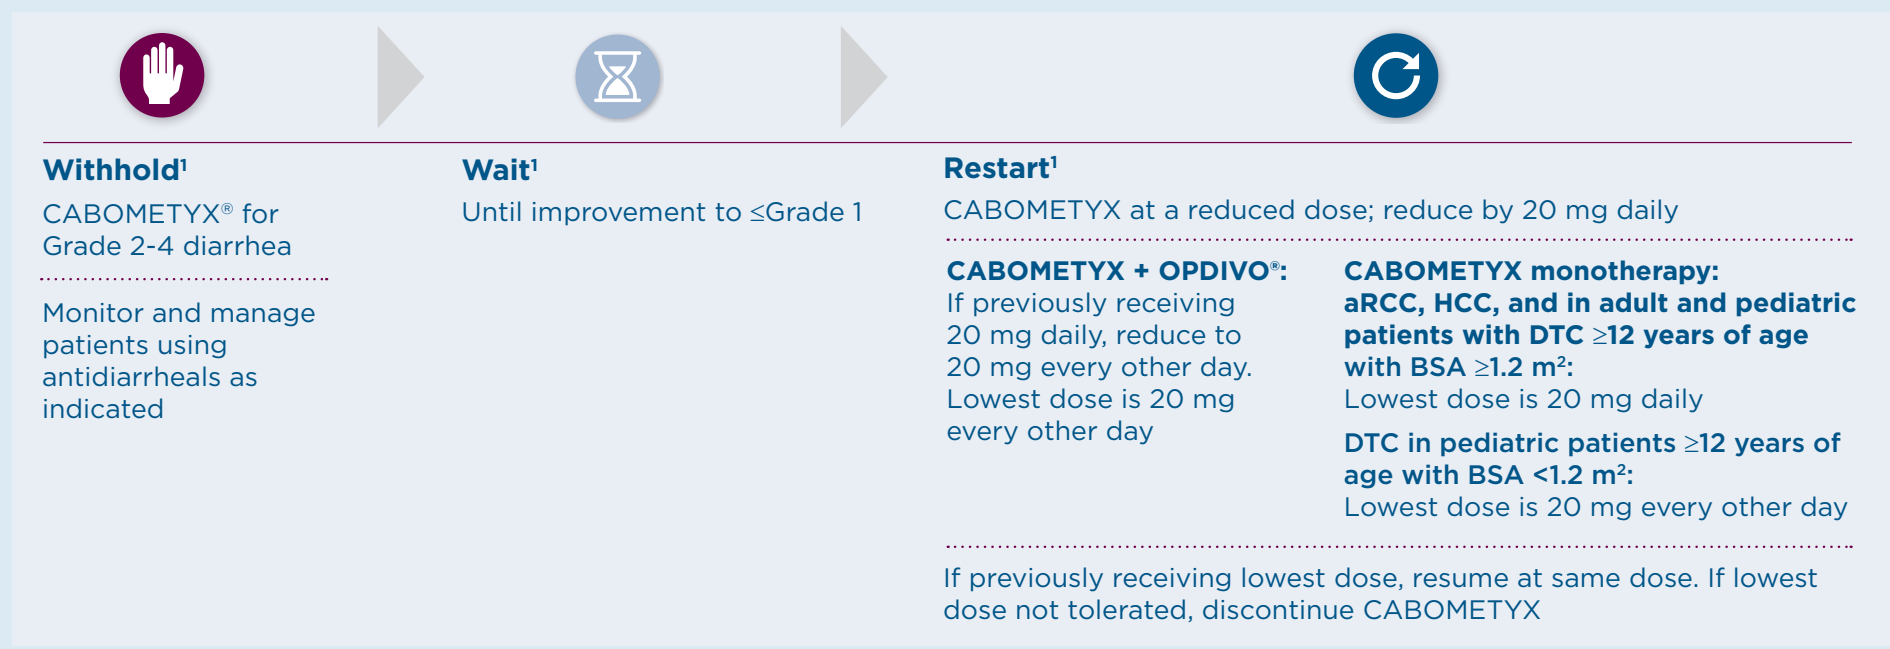 Withhold¹
CABOMETYX® for
Grade 2-4 diarrhea
Monitor and manage
patients using
antidiarrheals as
indicated
Wait¹
Until improvement to ≤Grade 1
Restart¹
CABOMETYX at a reduced dose; reduce by 20 mg daily
CABOMETYX + OPDIVO®:
If previously receiving
20 mg daily, reduce to
20 mg every other day.
Lowest dose is 20 mg
every other day
CABOMETYX monotherapy:
aRCC, HCC, and in adult and pediatric
patients with DTC ≥12 years of age
with BSA ≥1.2 m²:
Lowest dose is 20 mg daily
DTC in pediatric patients ≥12 years of
age with BSA <1.2 m²:
Lowest dose is 20 mg every other day
If previously receiving lowest dose, resume at same dose. If lowest
dose not tolerated, discontinue CABOMETYX